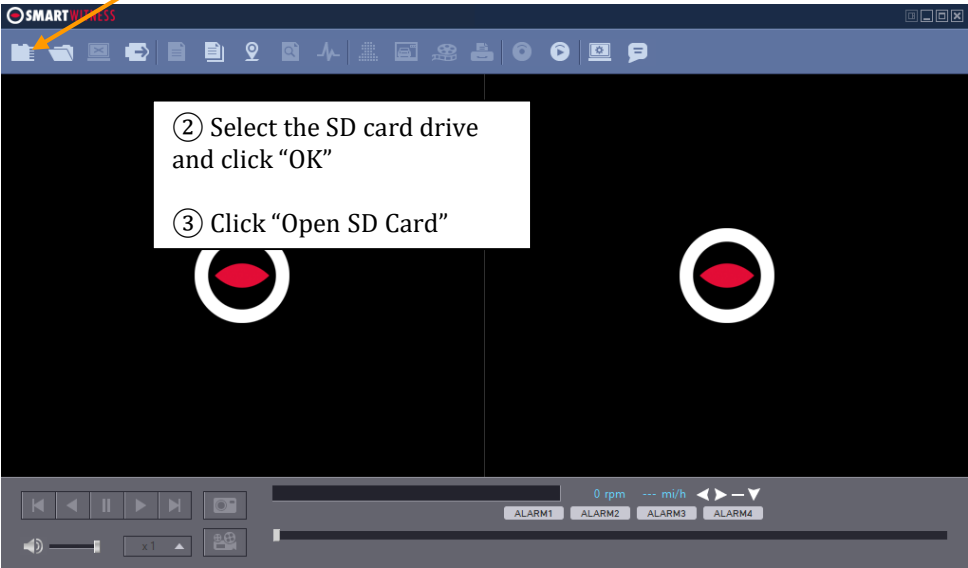 SMARTWITNESS
② Select the SD card drive
and click “OK”
③ Click “Open SD Card”
0 rpm --- mi/h
ALARM1 ALARM2 ALARM3 ALARM4
x1